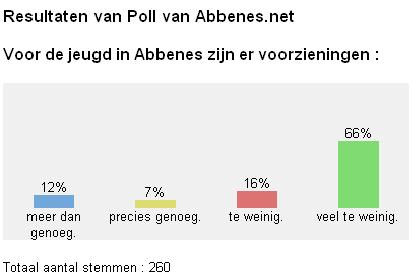 Resultaten van Poll van Abbenes.net
Voor de jeugd in Abbenes zijn er voorzieningen :
12%
7%
16%
66%
meer dan genoeg.
precies genoeg.
te weinig.
veel te weinig.
Totaal aantal stemmen : 260